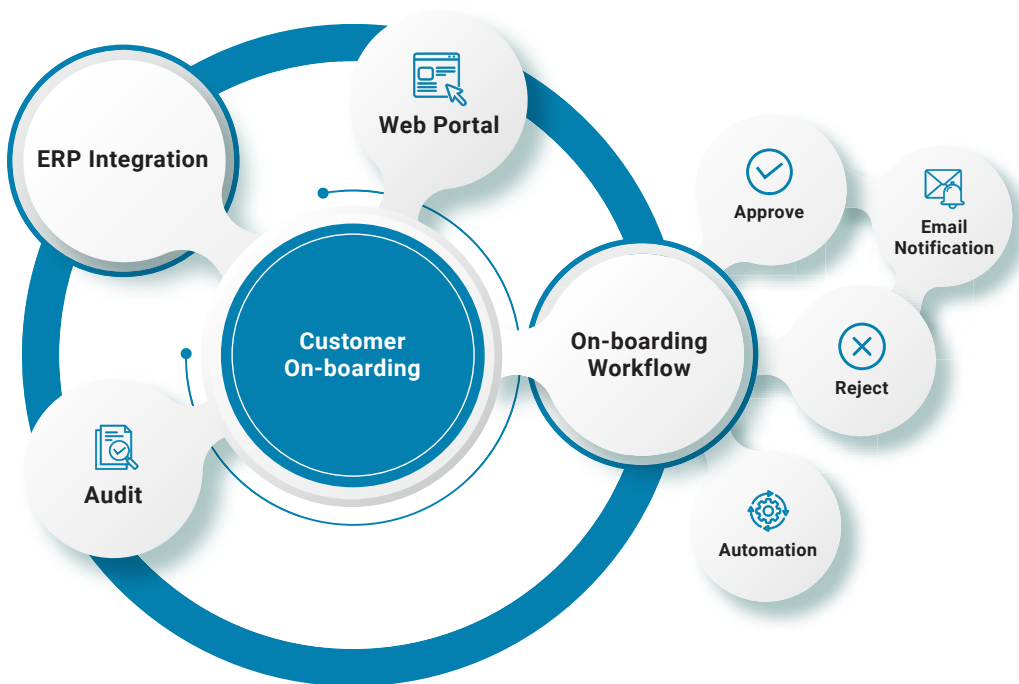 Web Portal
ERP Integration
Approve
Email
Notification
Customer
On-boarding
On-boarding
Workflow
Reject
Audit
Automation